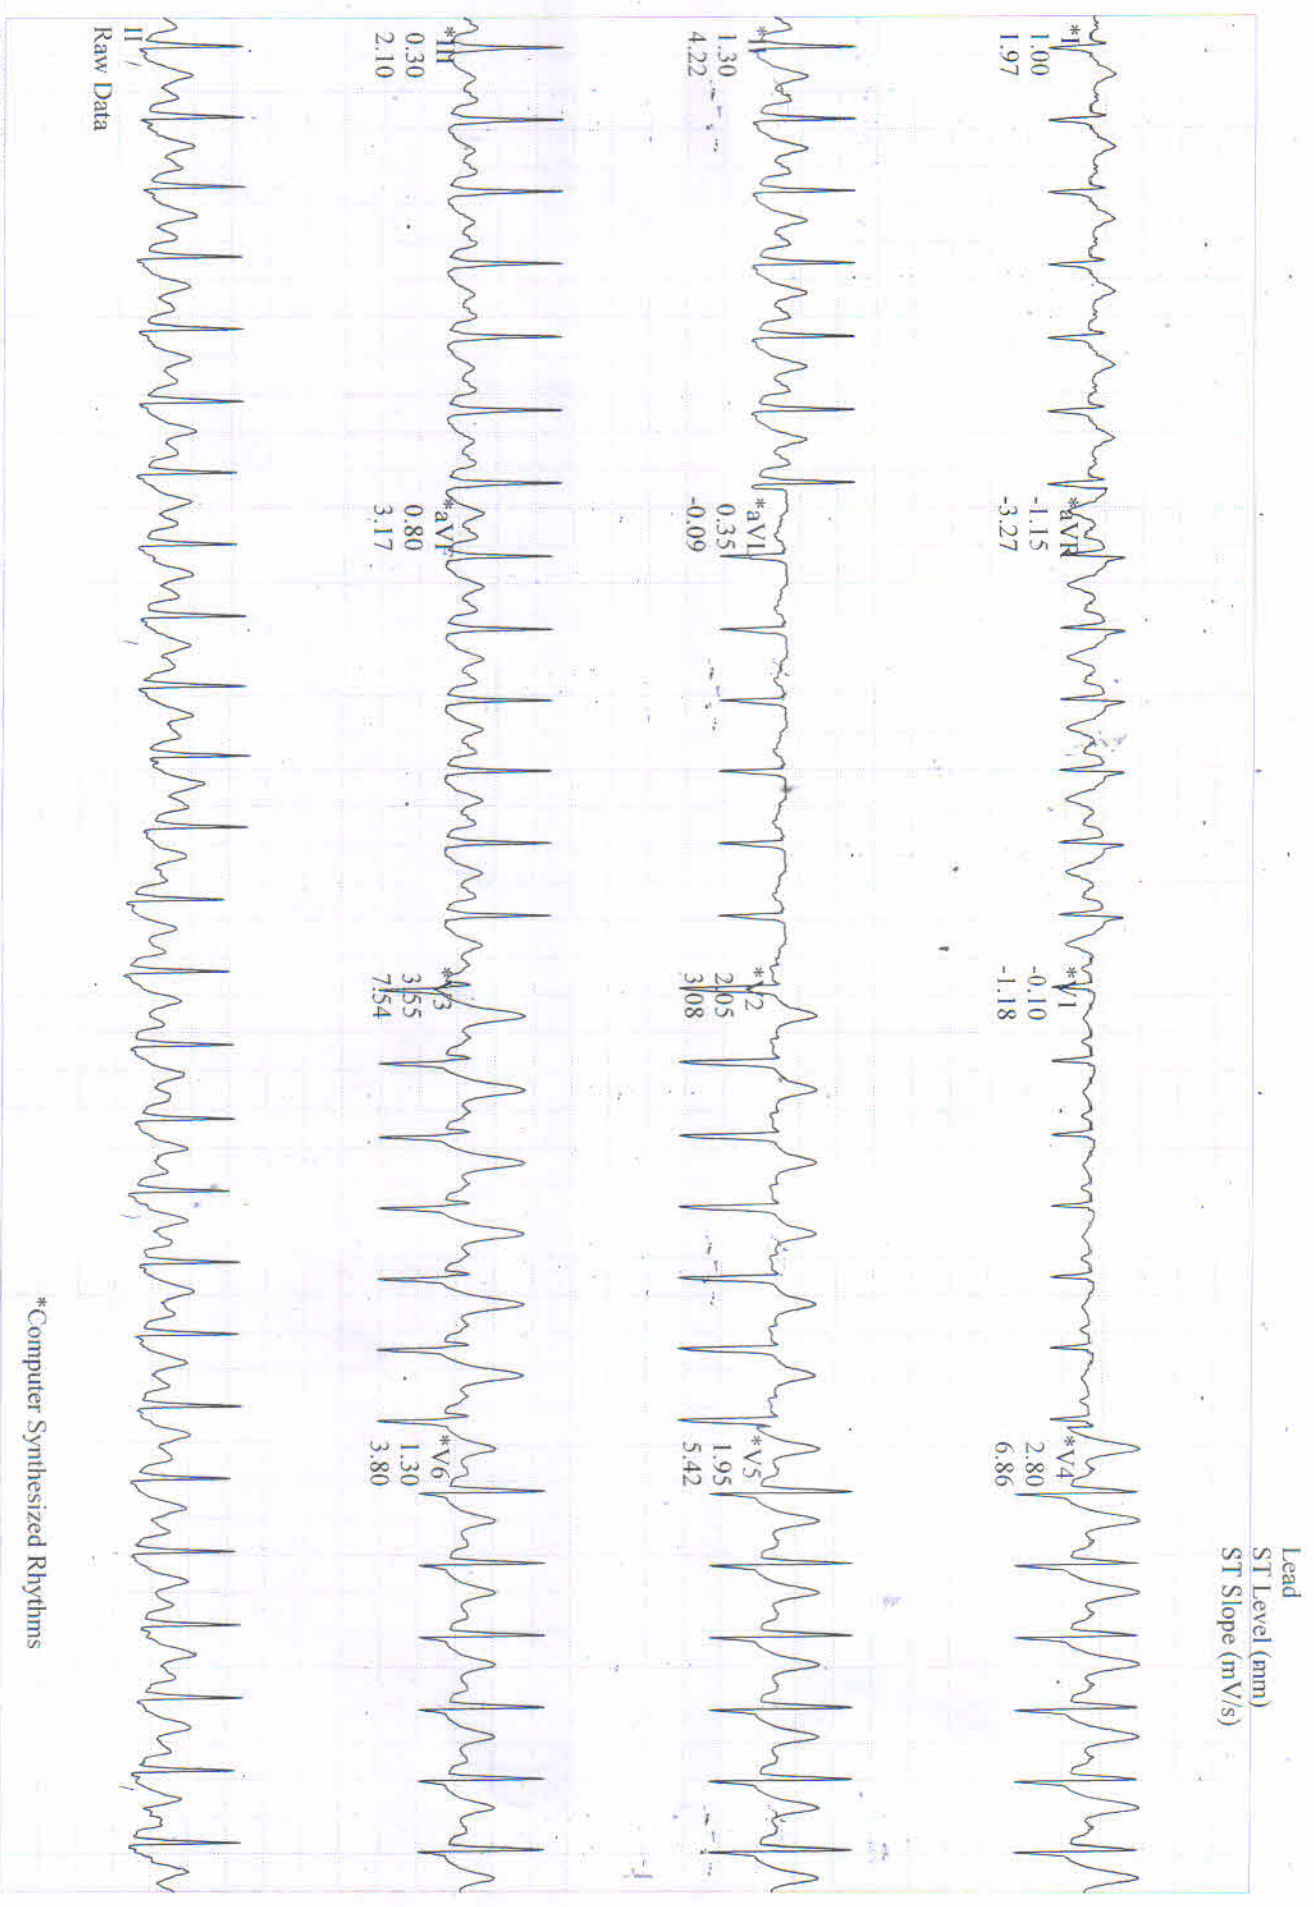 Lead
ST Level (mm)
ST Slope (mV/s)
*I
1.00
1.97
*aVR
-1.15
-3.27
*V1
-0.10
-1.18
*V4
2.80
6.86
*II
1.30
4.22
*aVL
0.35
-0.09
*V2
2.05
3.08
*V5
1.95
5.42
*III
0.30
2.10
*aVF
0.80
3.17
*V3
3.55
7.54
*V6
1.30
3.80
II
Raw Data
*Computer Synthesized Rhythms